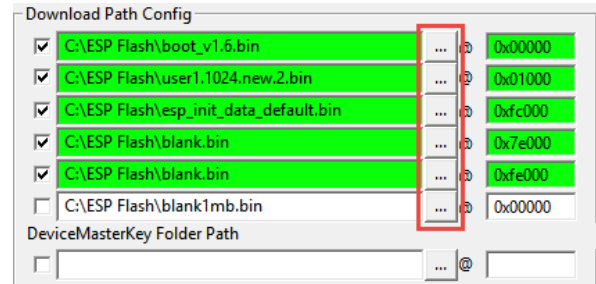 Download Path Config
C:\ESP Flash\boot_v1.6.bin ... @ 0x00000
C:\ESP Flash\user1.1024.new.2.bin ... @ 0x01000
C:\ESP Flash\esp_init_data_default.bin ... @ 0xfc000
C:\ESP Flash\blank.bin ... @ 0x7e000
C:\ESP Flash\blank.bin ... @ 0xfe000
C:\ESP Flash\blank1mb.bin ... @ 0x00000
DeviceMasterKey Folder Path
... @